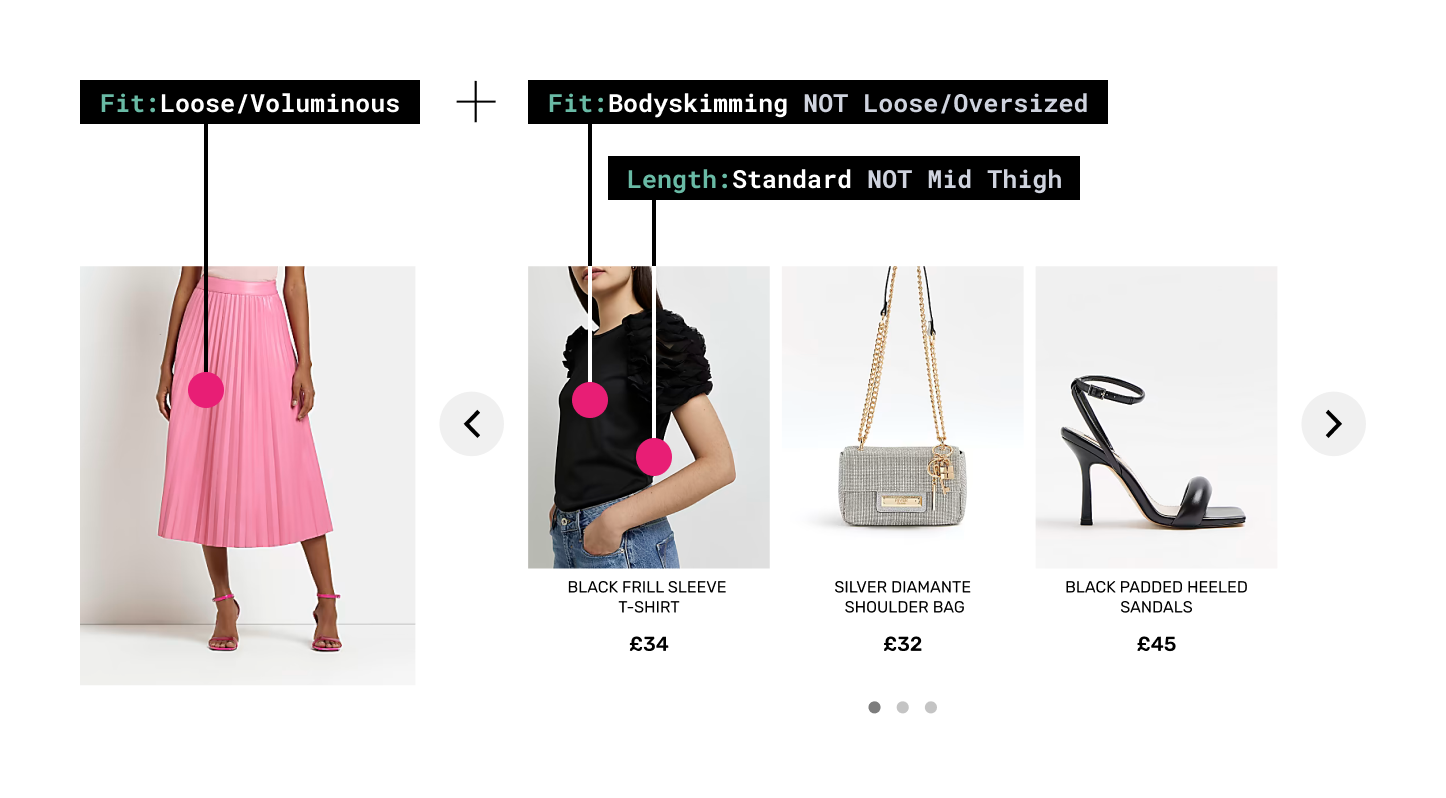 Fit:Loose/Voluminous
Fit:Bodyskimming NOT Loose/Oversized
Length:Standard NOT Mid Thigh
BLACK FRILL SLEEVE
T-SHIRT
£34
SILVER DIAMANTE
SHOULDER BAG
£32
BLACK PADDED HEELED
SANDALS
£45